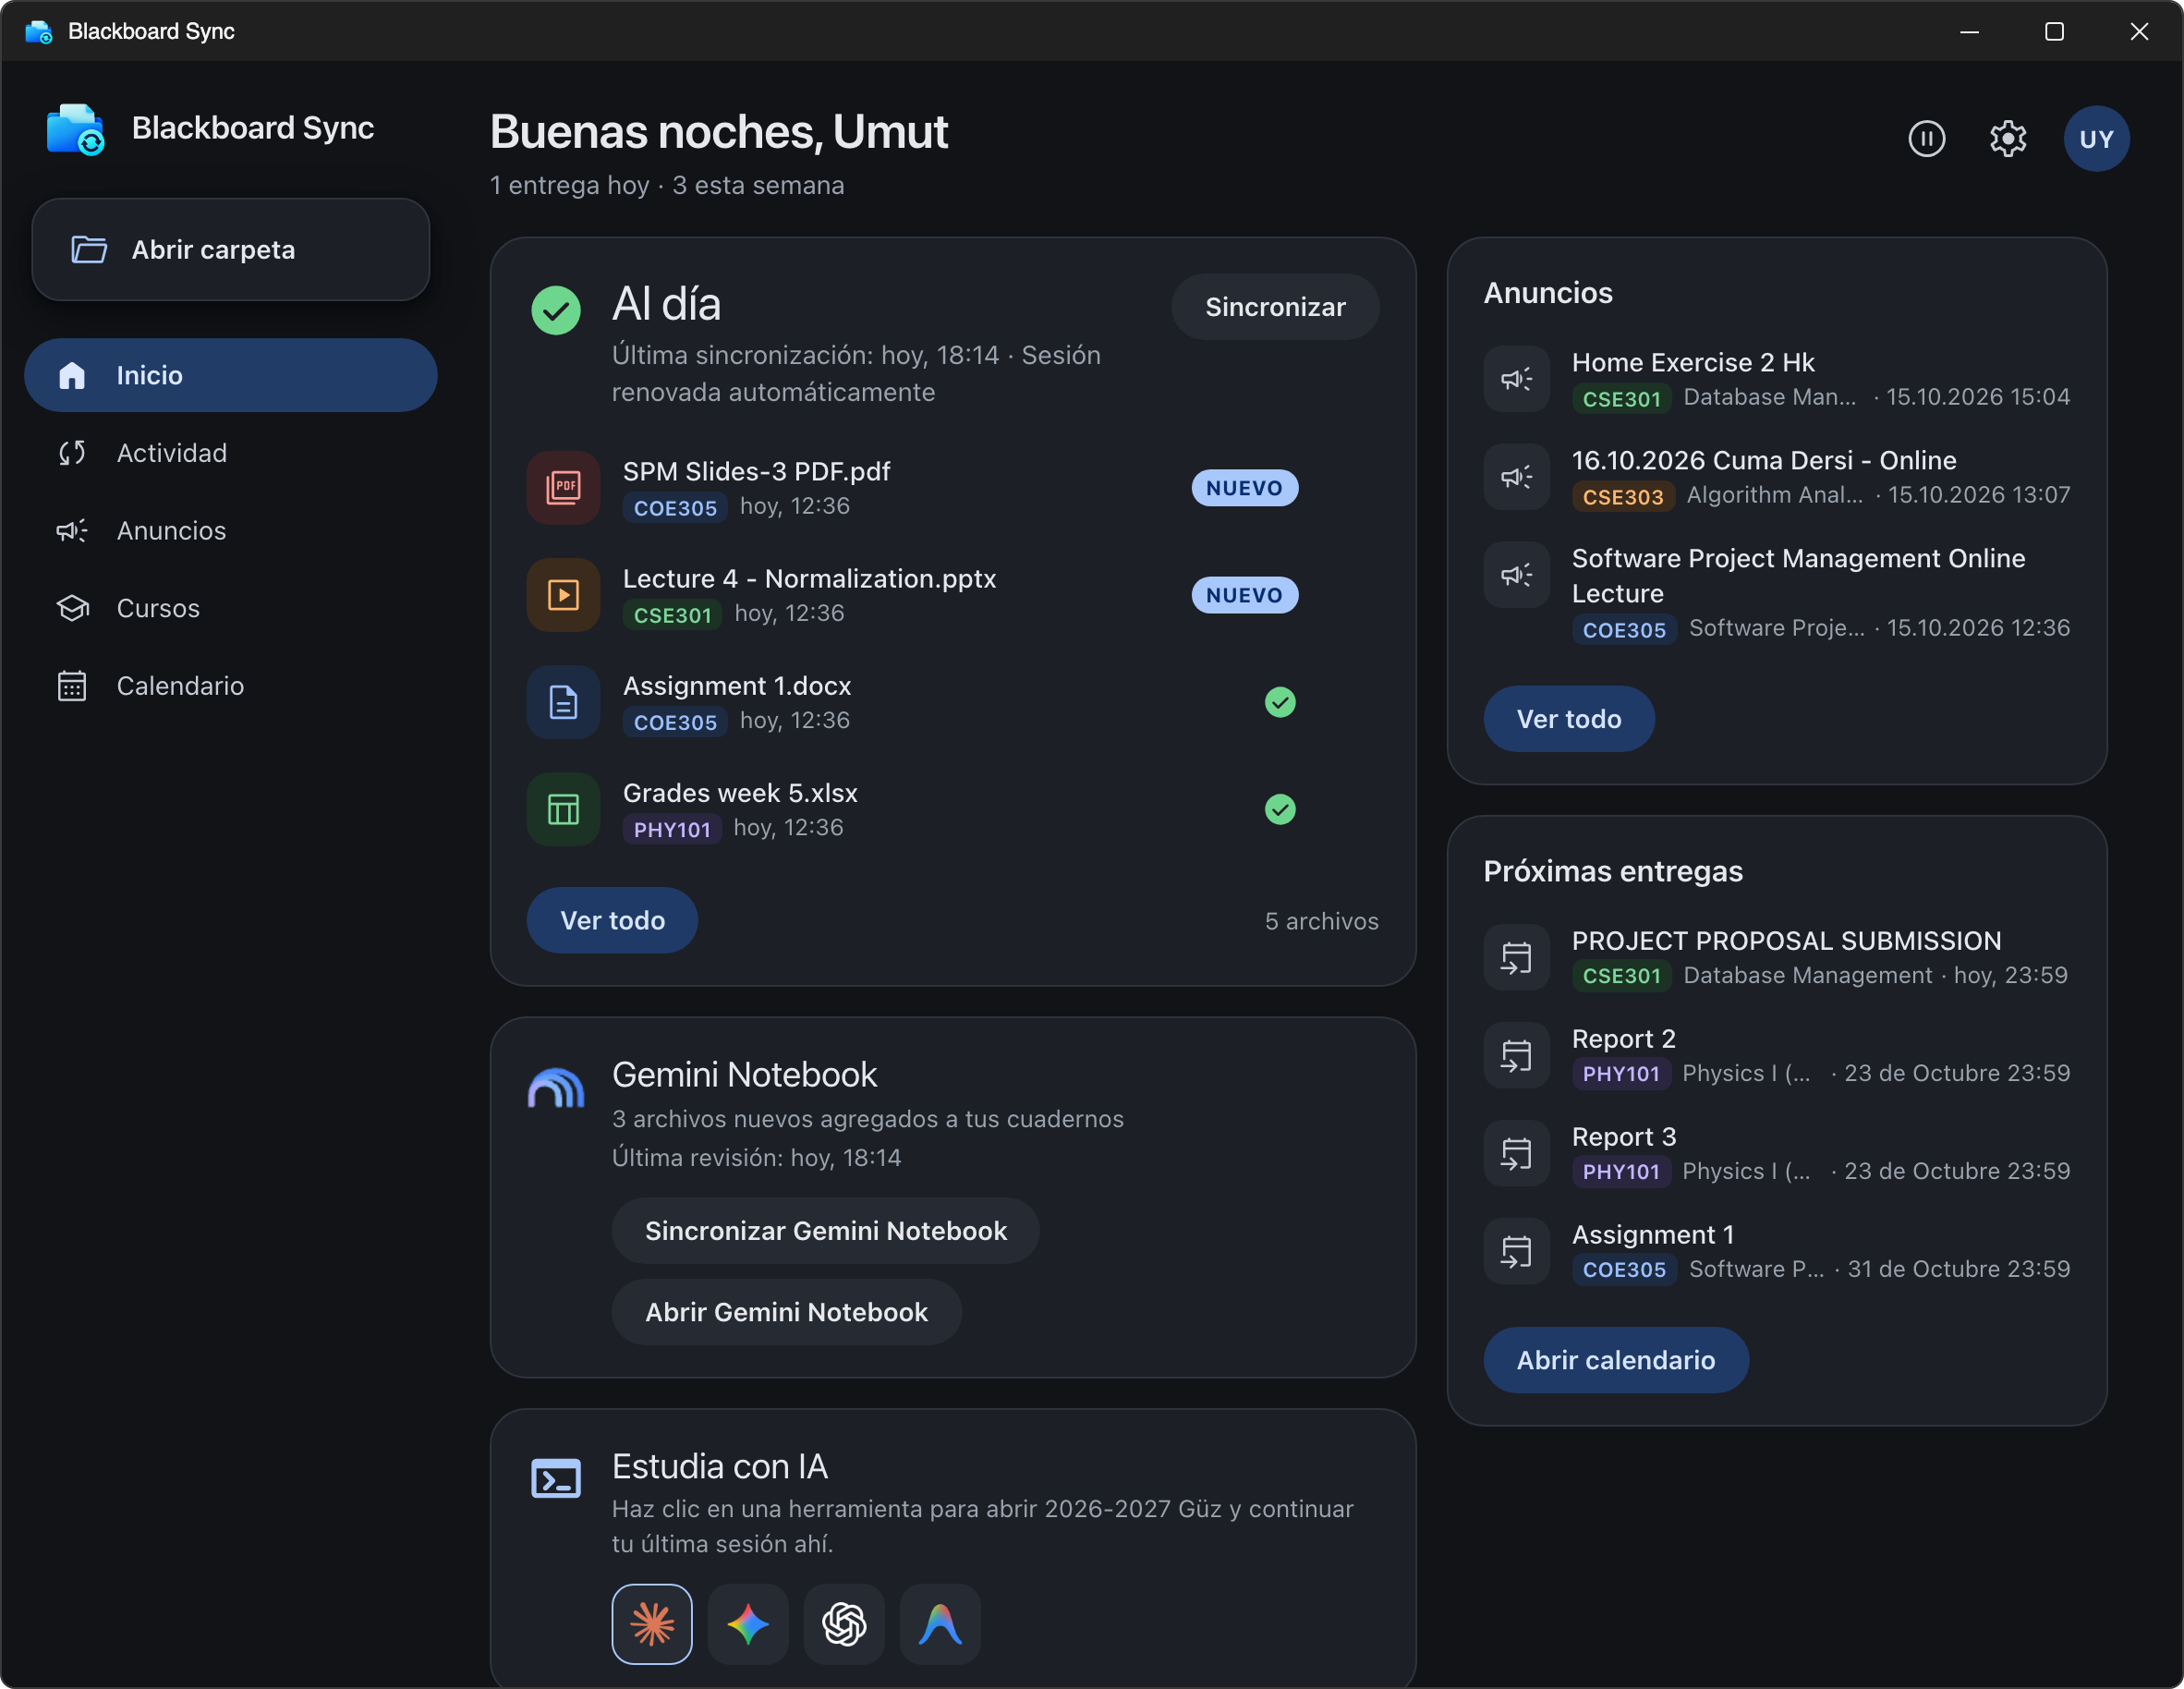 Blackboard Sync
Blackboard Sync
Abrir carpeta
Inicio
Actividad
Anuncios
Cursos
Calendario
Buenas noches, Umut
1 entrega hoy · 3 esta semana
UY
Al día
Sincronizar
Última sincronización: hoy, 18:14 · Sesión
renovada automáticamente
PDF
SPM Slides-3 PDF.pdf
COE305 hoy, 12:36
NUEVO
Lecture 4 - Normalization.pptx
CSE301 hoy, 12:36
NUEVO
Assignment 1.docx
COE305 hoy, 12:36
Grades week 5.xlsx
PHY101 hoy, 12:36
Ver todo
5 archivos
Gemini Notebook
3 archivos nuevos agregados a tus cuadernos
Última revisión: hoy, 18:14
Sincronizar Gemini Notebook
Abrir Gemini Notebook
Estudia con IA
Haz clic en una herramienta para abrir 2026-2027 Güz y continuar
tu última sesión ahí.
Anuncios
Home Exercise 2 Hk
CSE301 Database Man... · 15.10.2026 15:04
16.10.2026 Cuma Dersi - Online
CSE303 Algorithm Anal... · 15.10.2026 13:07
Software Project Management Online
Lecture
COE305 Software Proje... · 15.10.2026 12:36
Ver todo
Próximas entregas
PROJECT PROPOSAL SUBMISSION
CSE301 Database Management · hoy, 23:59
Report 2
PHY101 Physics I (... · 23 de Octubre 23:59
Report 3
PHY101 Physics I (... · 23 de Octubre 23:59
Assignment 1
COE305 Software P... · 31 de Octubre 23:59
Abrir calendario